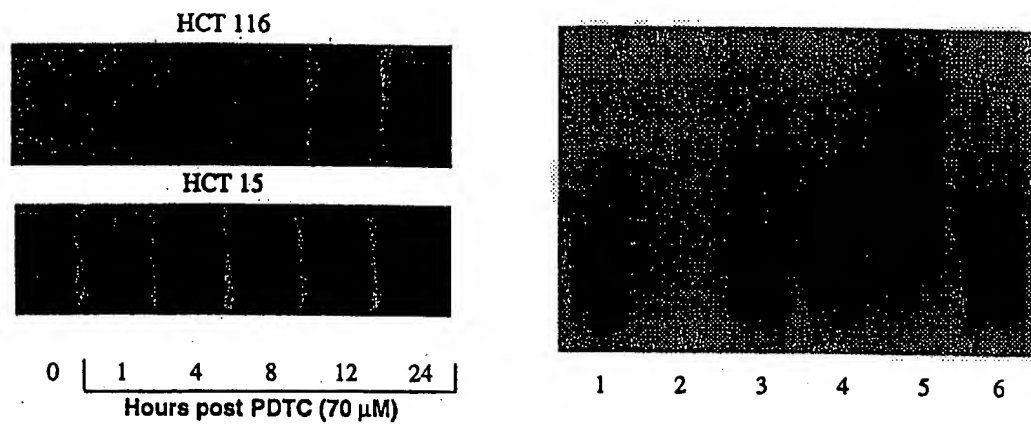 HCT 116
HCT 15
0 1 4 8 12 24
Hours post PDTC (70 μM)
1 2 3 4 5 6